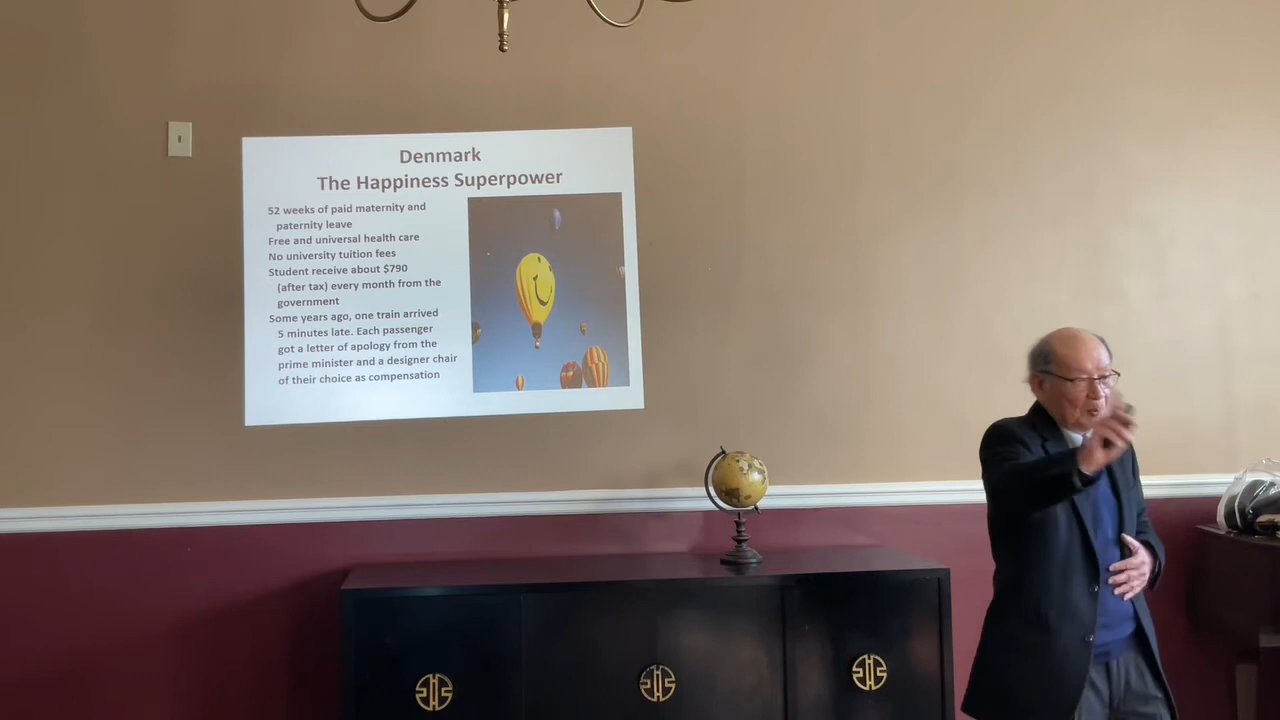 Denmark
The Happiness Superpower
52 weeks of paid maternity and
paternity leave
Free and universal health care
No university tuition fees
Student receive about $790
(after tax) every month from the
government
Some years ago, one train arrived
5 minutes late. Each passenger
got a letter of apology from the
prime minister and a designer chair
of their choice as compensation